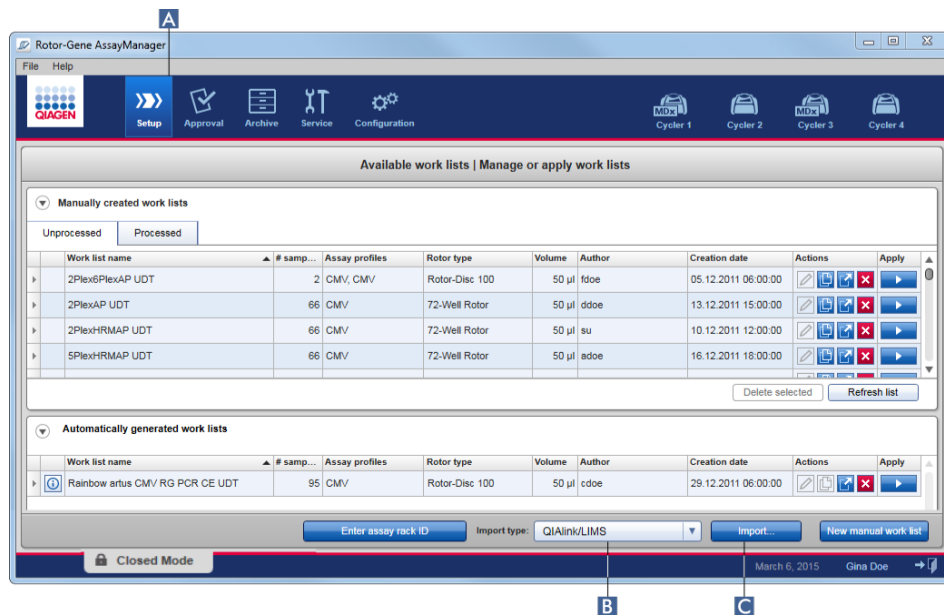 A
Rotor-Gene AssayManager
File Help
QIAGEN
Setup Approval Archive Service Configuration
MDx MDx
Cycler 1 Cycler 2 Cycler 3 Cycler 4
Available work lists | Manage or apply work lists
Manually created work lists
Unprocessed Processed
Work list name # samp... Assay profiles Rotor type Volume Author Creation date Actions Apply
2Plex6PlexAP UDT 2 CMV, CMV Rotor-Disc 100 50 µl fdoe 05.12.2011 06:00:00
2PlexAP UDT 66 CMV 72-Well Rotor 50 µl ddoe 13.12.2011 15:00:00
2PlexHRMAP UDT 66 CMV 72-Well Rotor 50 µl su 10.12.2011 12:00:00
5PlexHRMAP UDT 66 CMV 72-Well Rotor 50 µl adoe 16.12.2011 18:00:00
Delete selected Refresh list
Automatically generated work lists
Work list name # samp... Assay profiles Rotor type Volume Author Creation date Actions Apply
Rainbow artus CMV RG PCR CE UDT 95 CMV Rotor-Disc 100 50 µl cdoe 29.12.2011 06:00:00
Enter assay rack ID Import type: QIAlink/LIMS Import... New manual work list
Closed Mode March 6, 2015 Gina Doe
B C